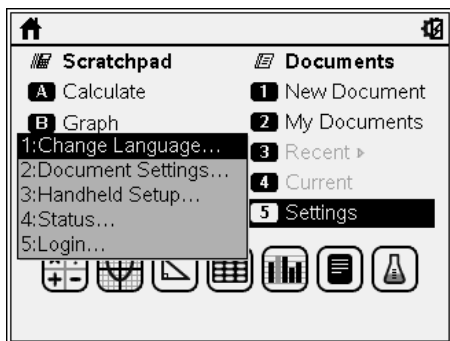 Scratchpad
A Calculate
B Graph
1:Change Language...
2:Document Settings...
3:Handheld Setup...
4:Status...
5:Login...
Documents
1 New Document
2 My Documents
3 Recent ▸
4 Current
5 Settings